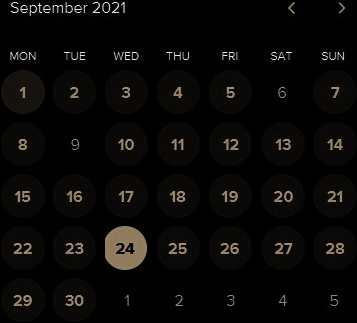 September 2021
MON TUE WED THU FRI SAT SUN
1 2 3 4 5 6 7
8 9 10 11 12 13 14
15 16 17 18 19 20 21
22 23 24 25 26 27 28
29 30 1 2 3 4 5